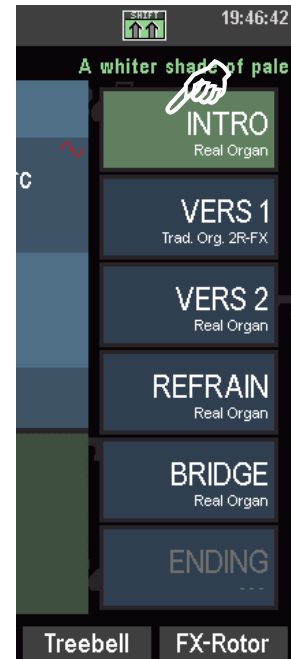 SHIFT
19:46:42
A whiter shade of pale
INTRO
Real Organ
VERS 1
Trad. Org. 2R-FX
VERS 2
Real Organ
REFRAIN
Real Organ
BRIDGE
Real Organ
ENDING
---
Treebell
FX-Rotor